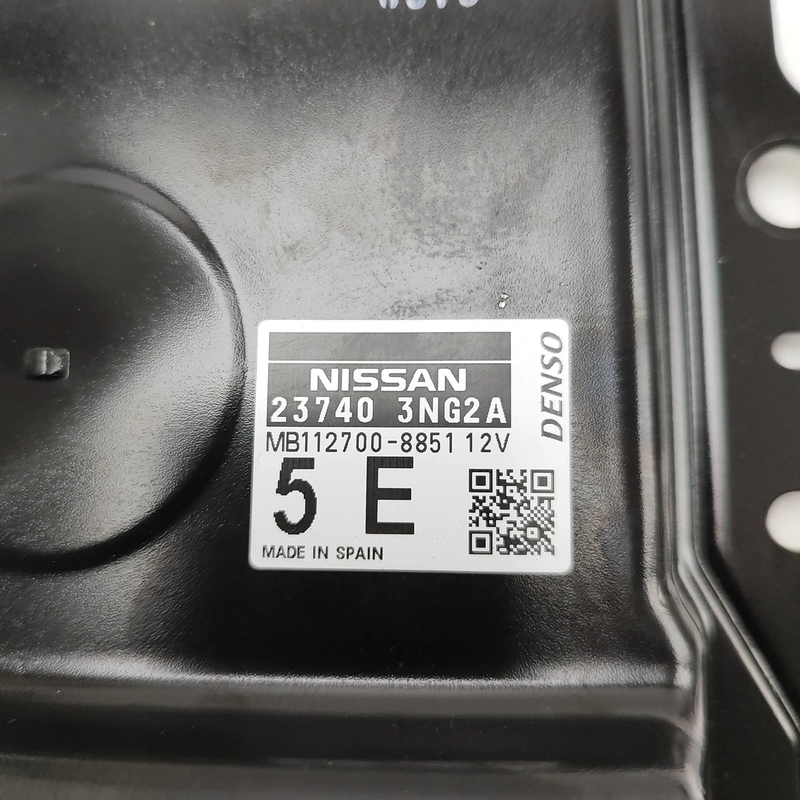 NISSAN
23740 3NG2A
MB112700-8851 12V
5 E
MADE IN SPAIN
DENSO